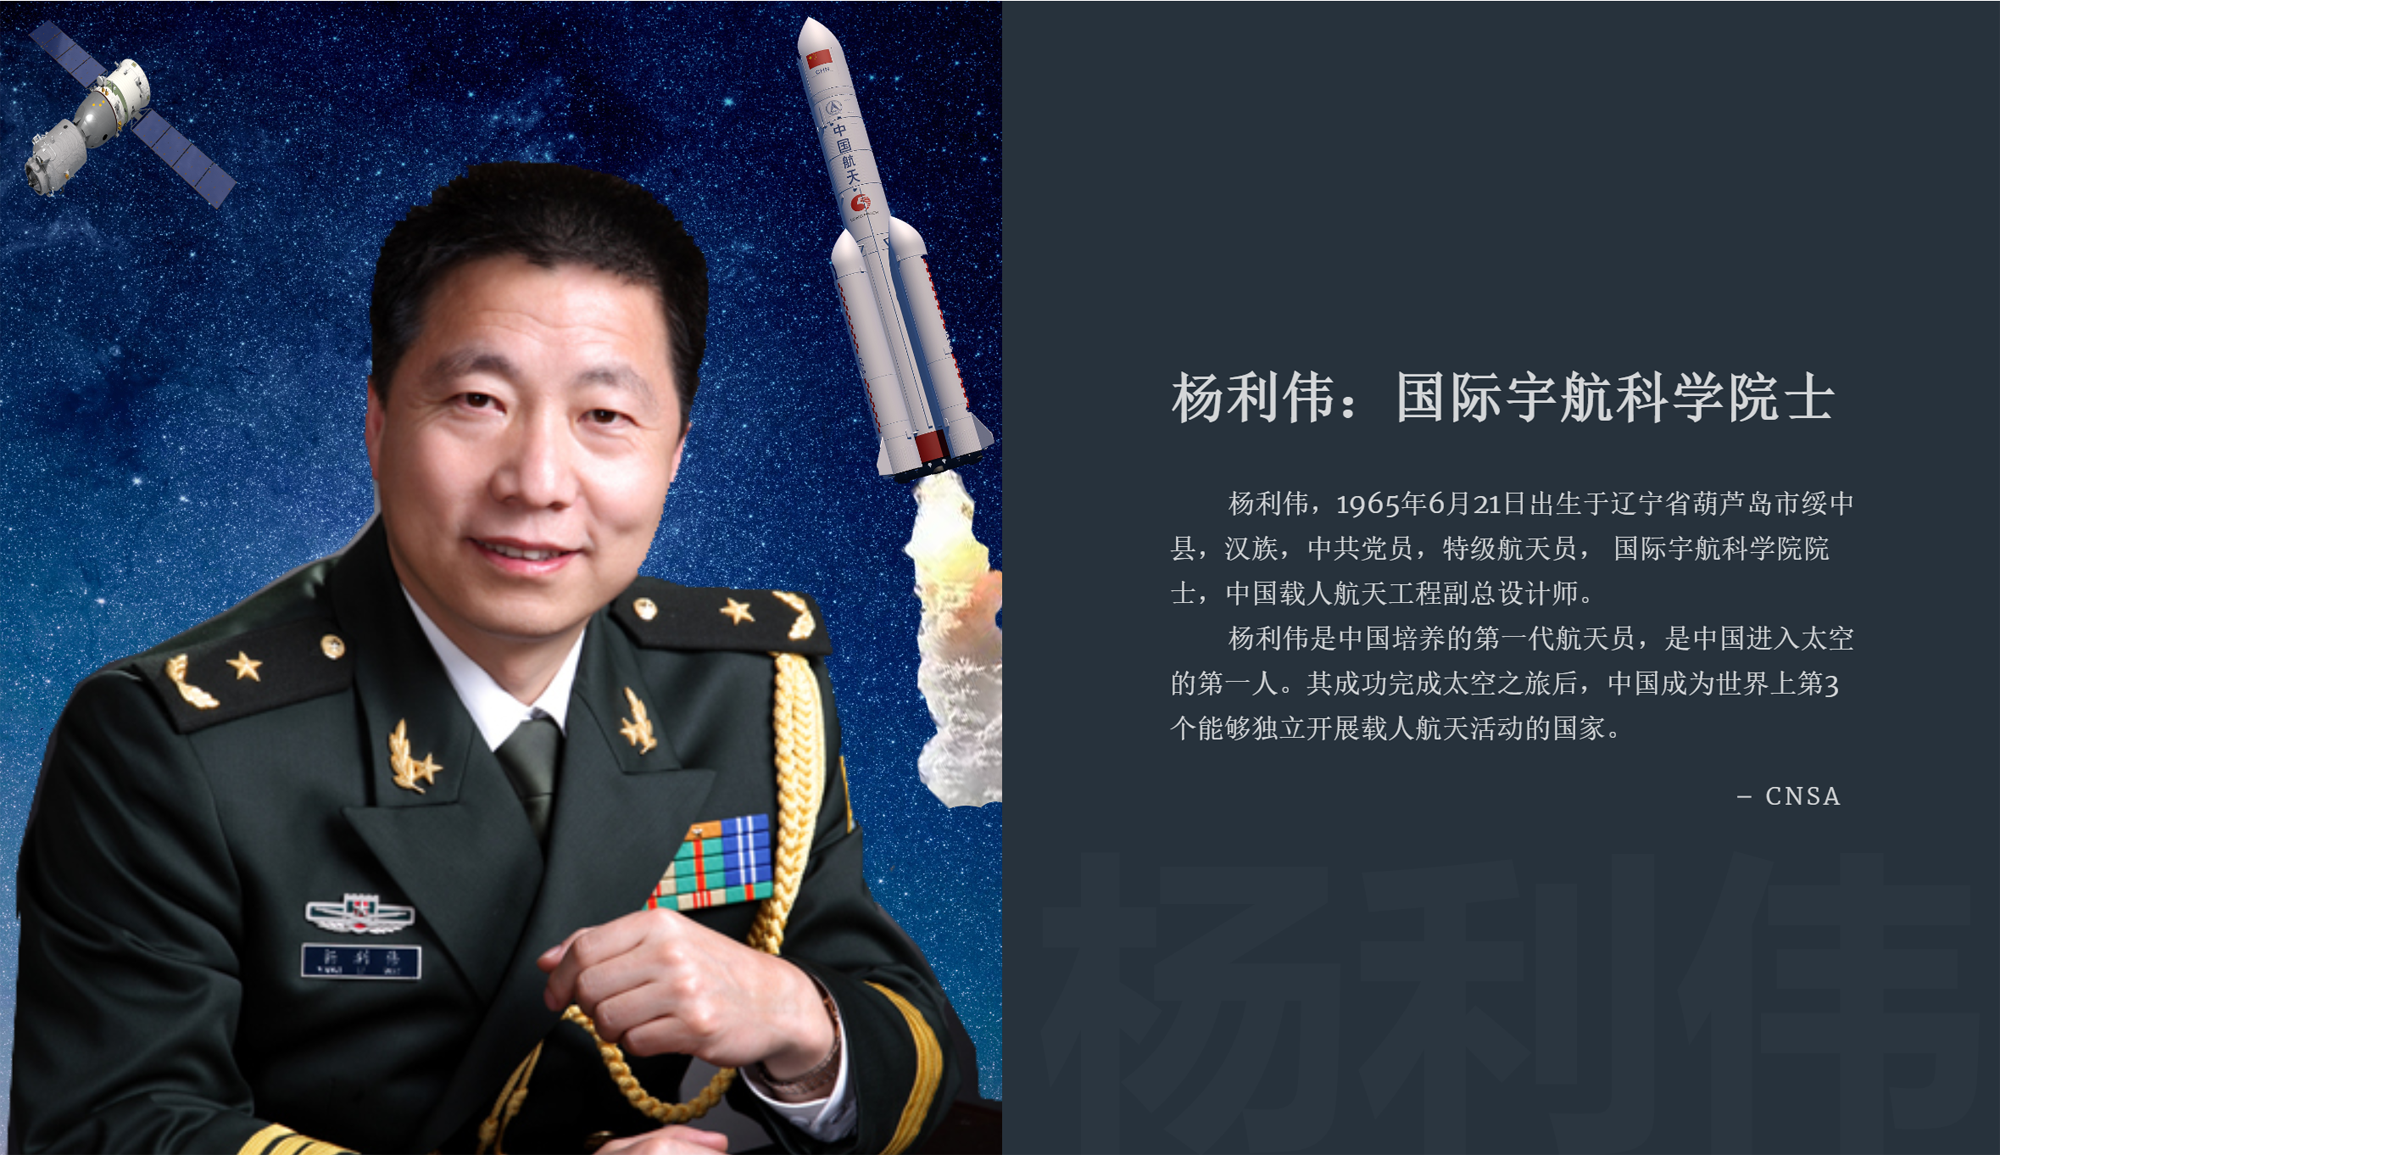 CHN
中国航天
杨利伟：国际宇航科学院士
杨利伟，1965年6月21日出生于辽宁省葫芦岛市绥中
县，汉族，中共党员，特级航天员， 国际宇航科学院院
士，中国载人航天工程副总设计师。
杨利伟是中国培养的第一代航天员，是中国进入太空
的第一人。其成功完成太空之旅后，中国成为世界上第3
个能够独立开展载人航天活动的国家。
– CNSA
杨利伟